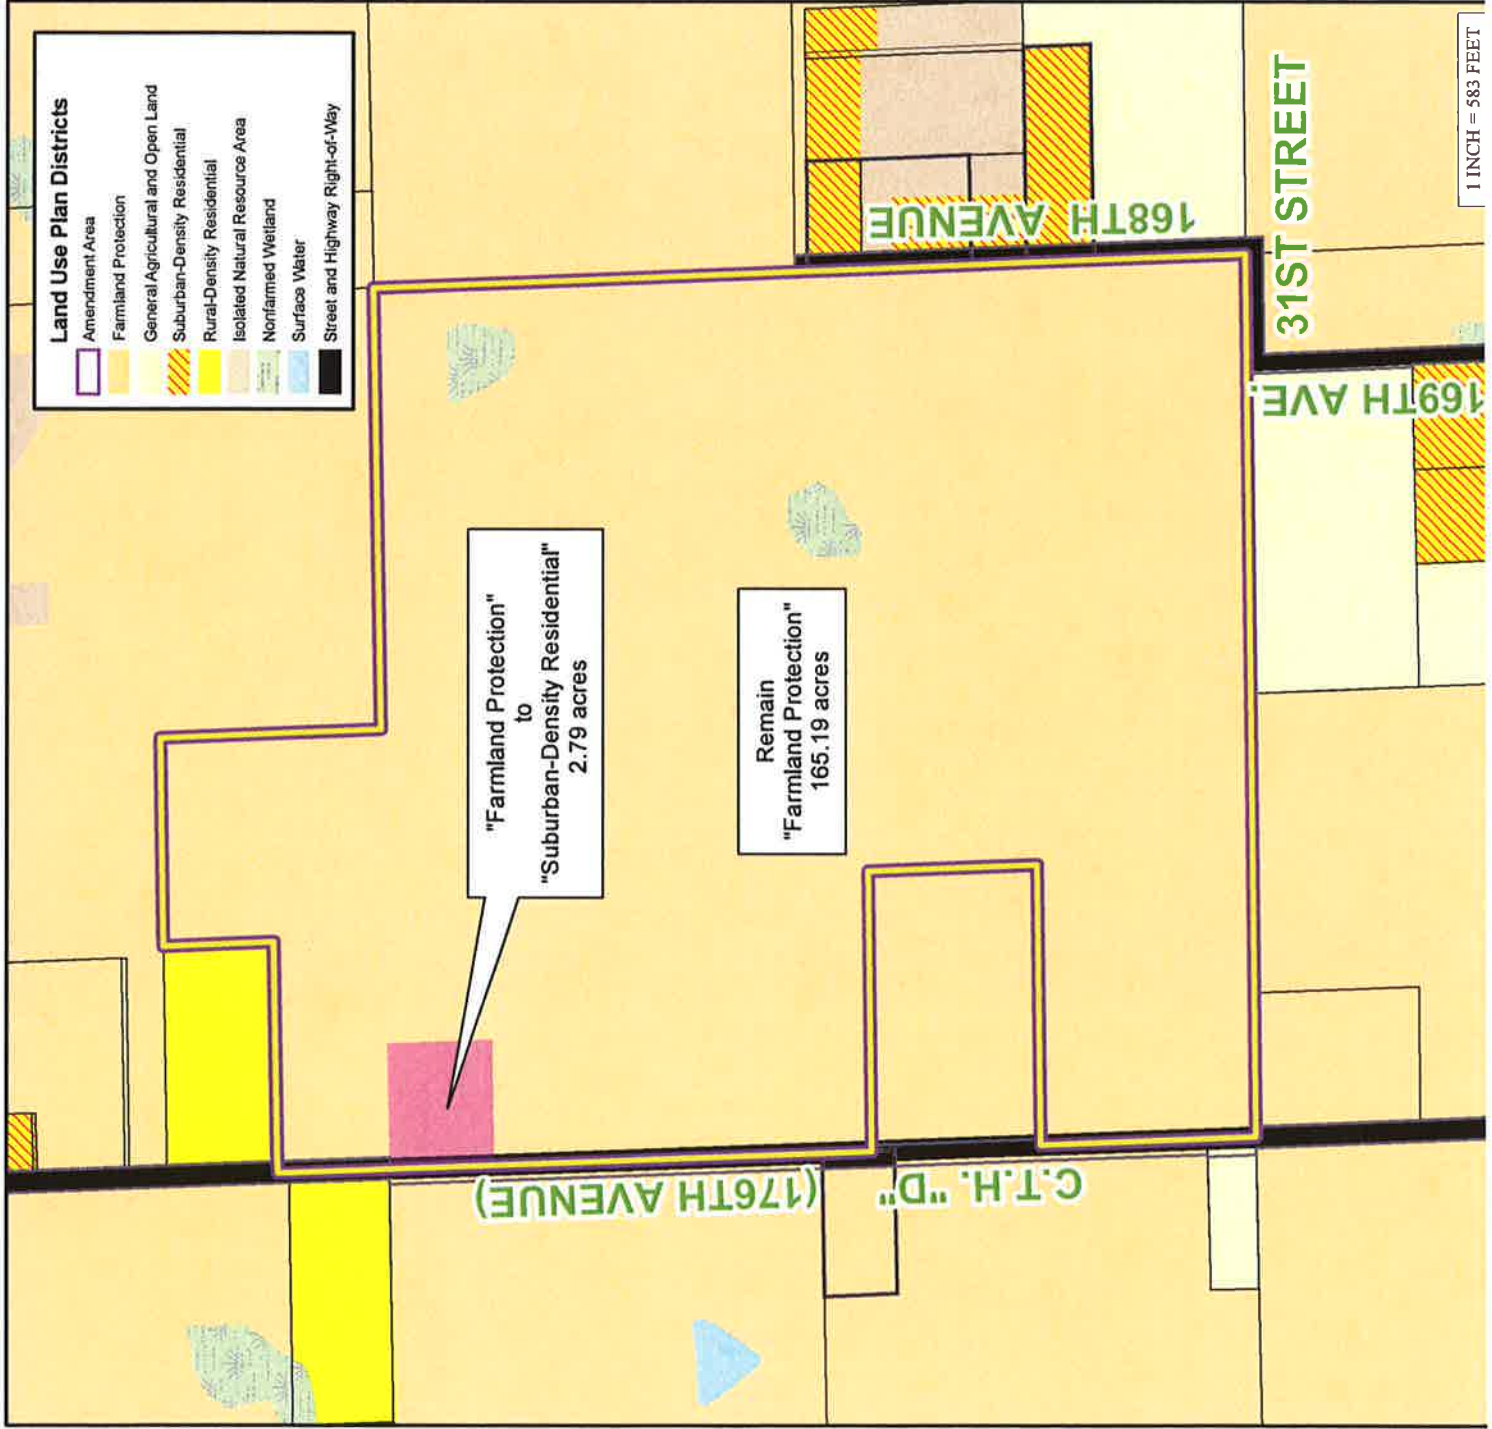 Land Use Plan Districts
Amendment Area
Farmland Protection
General Agricultural and Open Land
Suburban-Density Residential
Rural-Density Residential
Isolated Natural Resource Area
Nonfarmed Wetland
Surface Water
Street and Highway Right-of-Way
"Farmland Protection"
to
"Suburban-Density Residential"
2.79 acres
Remain
"Farmland Protection"
165.19 acres
168TH AVENUE
31ST STREET
169TH AVE.
(176TH AVENUE)
C.T.H. "D"
1 INCH = 583 FEET